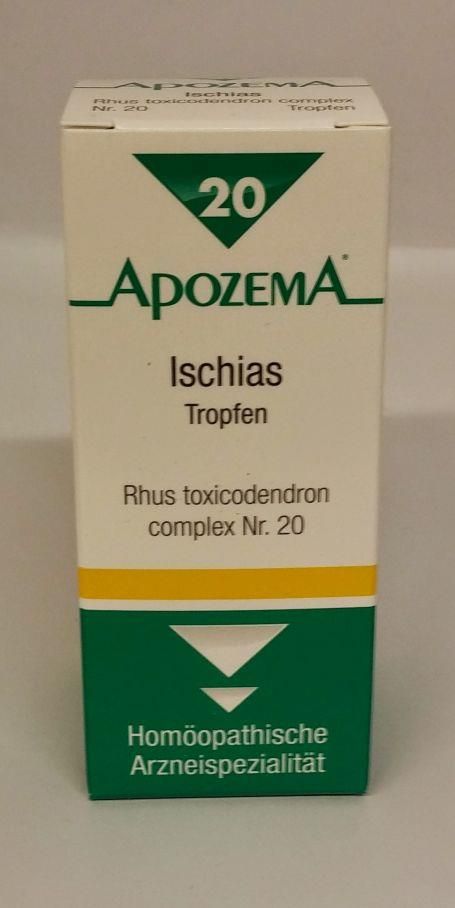 APOZEMA
Ischias
Rhus toxicodendron complex
Nr. 20 Tropfen
20
APOZEMA®
Ischias
Tropfen
Rhus toxicodendron
complex Nr. 20
Homöopathische
Arzneispezialität